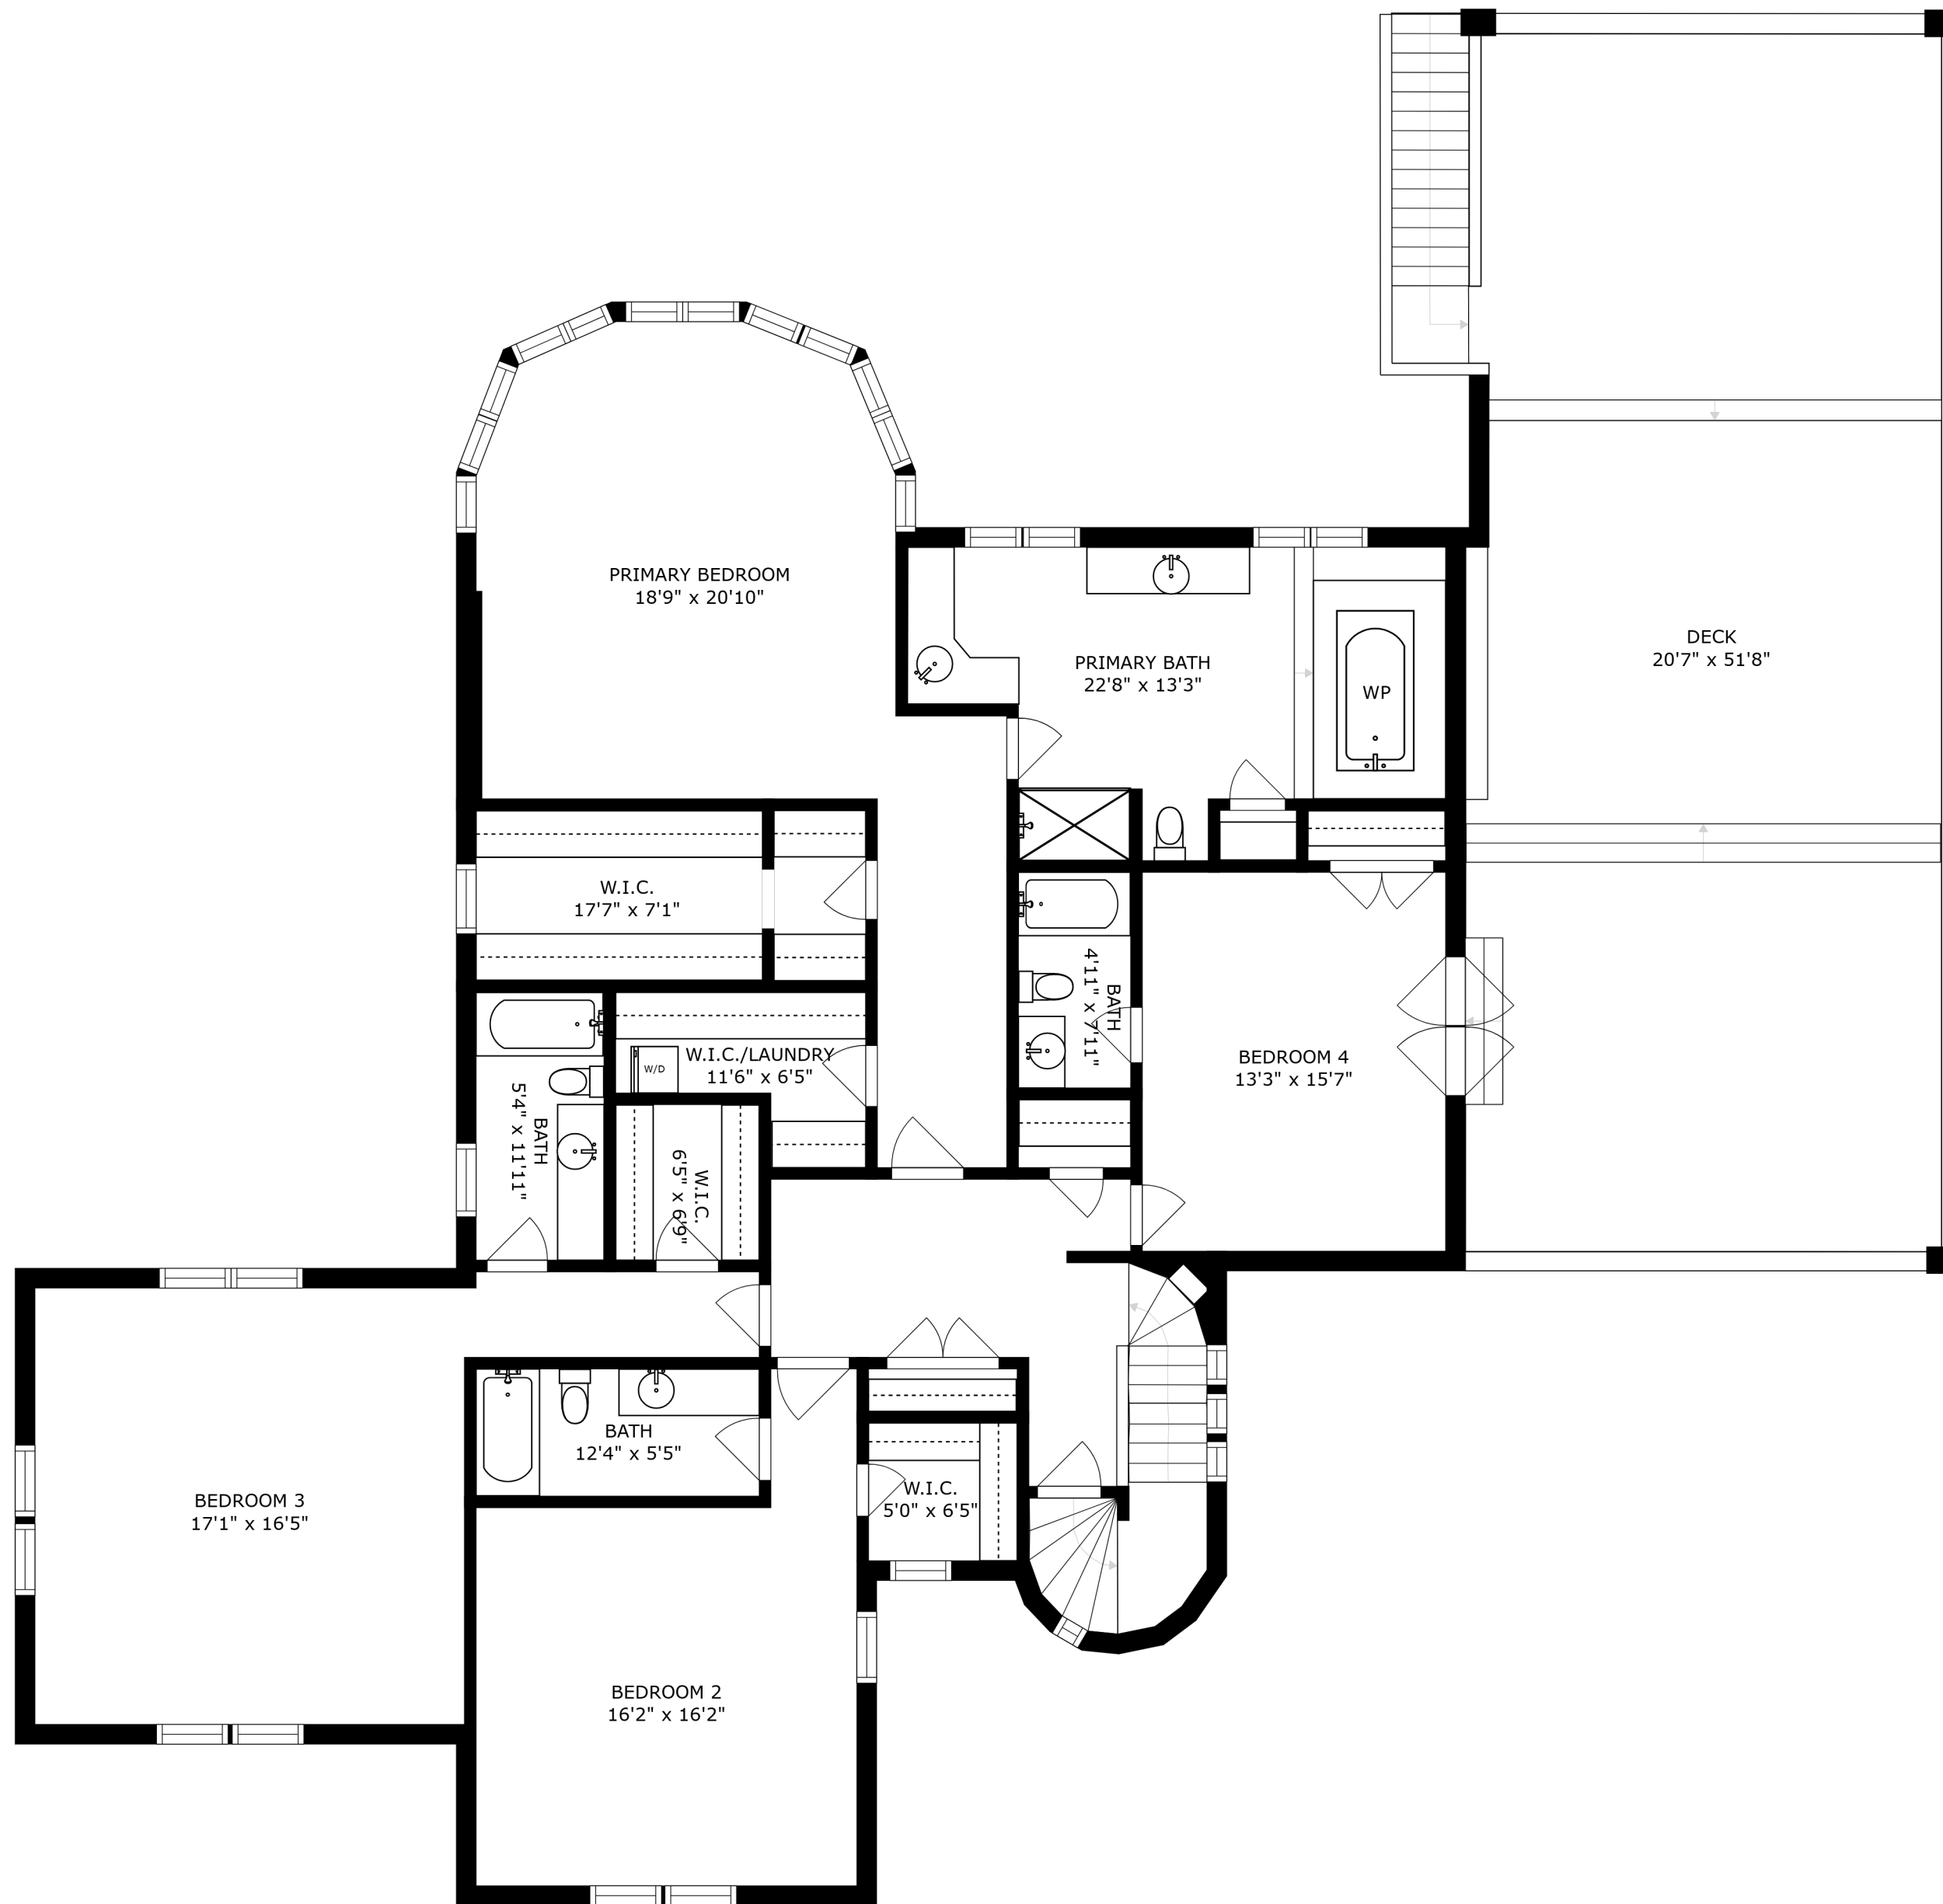 PRIMARY BEDROOM
18'9" x 20'10"
PRIMARY BATH
22'8" x 13'3"
WP
DECK
20'7" x 51'8"
W.I.C.
17'7" x 7'1"
BATH
4'11" x 7'11"
W.I.C./LAUNDRY
11'6" x 6'5"
W/D
BEDROOM 4
13'3" x 15'7"
BATH
5'4" x 11'11"
W.I.C.
6'5" x 6'9"
BATH
12'4" x 5'5"
W.I.C.
5'0" x 6'5"
BEDROOM 3
17'1" x 16'5"
BEDROOM 2
16'2" x 16'2"